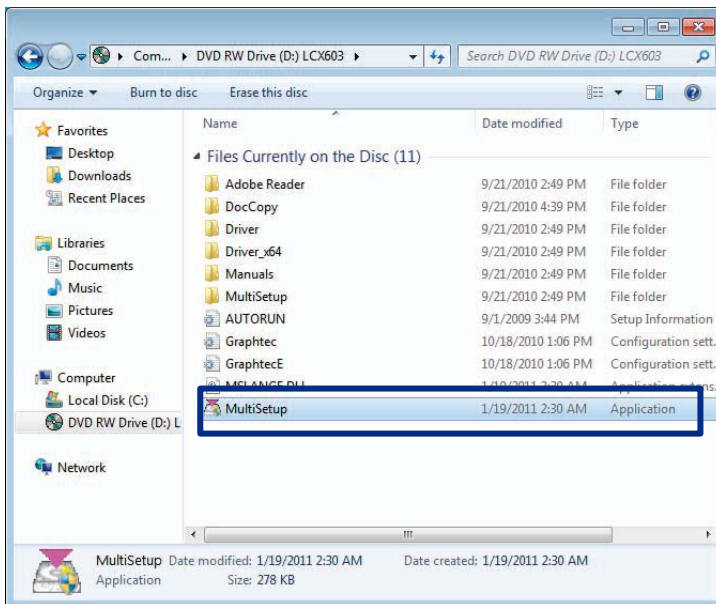 Com... DVD RW Drive (D:) LCX603 Search DVD RW Drive (D:) LCX603
Organize Burn to disc Erase this disc
Favorites
Desktop
Downloads
Recent Places
Libraries
Documents
Music
Pictures
Videos
Computer
Local Disk (C:)
DVD RW Drive (D:) L
Network
Name Date modified Type
Files Currently on the Disc (11)
Adobe Reader 9/21/2010 2:49 PM File folder
DocCopy 9/21/2010 4:39 PM File folder
Driver 9/21/2010 2:49 PM File folder
Driver_x64 9/21/2010 2:49 PM File folder
Manuals 9/21/2010 2:49 PM File folder
MultiSetup 9/21/2010 2:49 PM File folder
AUTORUN 9/1/2009 3:44 PM Setup Information
Graphtec 10/18/2010 1:06 PM Configuration sett.
GraphtecE 10/18/2010 1:06 PM Configuration sett.
1/19/2011 2:30 AM Application extens.
MultiSetup 1/19/2011 2:30 AM Application
MultiSetup Date modified: 1/19/2011 2:30 AM Date created: 1/19/2011 2:30 AM
Application Size: 278 KB